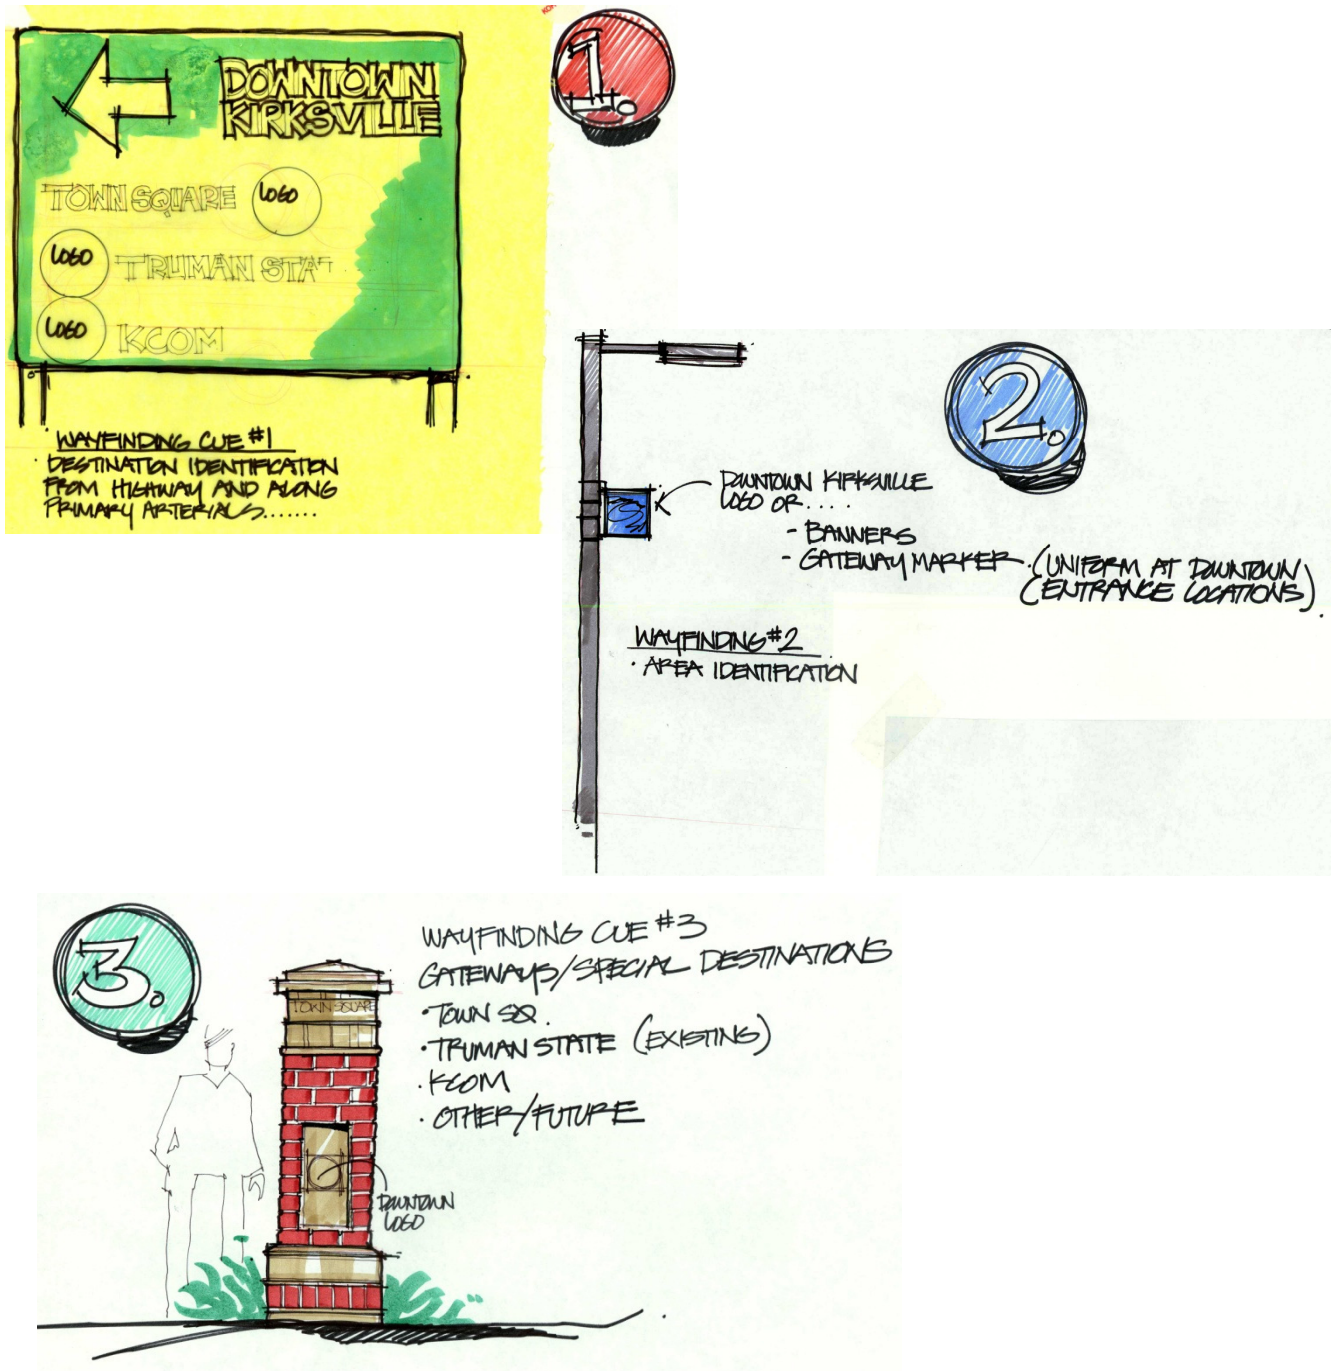 1.
DOWNTOWN
KIRKSVILLE
TOWN SQUARE LOGO
LOGO TRUMAN STAT
LOGO KCOM
WAYFINDING CUE #1
· DESTINATION IDENTIFICATION
FROM HIGHWAY AND ALONG
PRIMARY ARTERIALS.......
2.
DOWNTOWN KIRKSVILLE
LOGO OR....
- BANNERS
- GATEWAY MARKER. (UNIFORM AT DOWNTOWN)
(ENTRANCE LOCATIONS).
WAYFINDING #2
· AREA IDENTIFICATION
3.
WAYFINDING CUE #3
GATEWAYS/SPECIAL DESTINATIONS
· TOWN SQ.
· TRUMAN STATE (EXISTING)
· KCOM
· OTHER/FUTURE
TOWN SQUARE
DOWNTOWN
LOGO